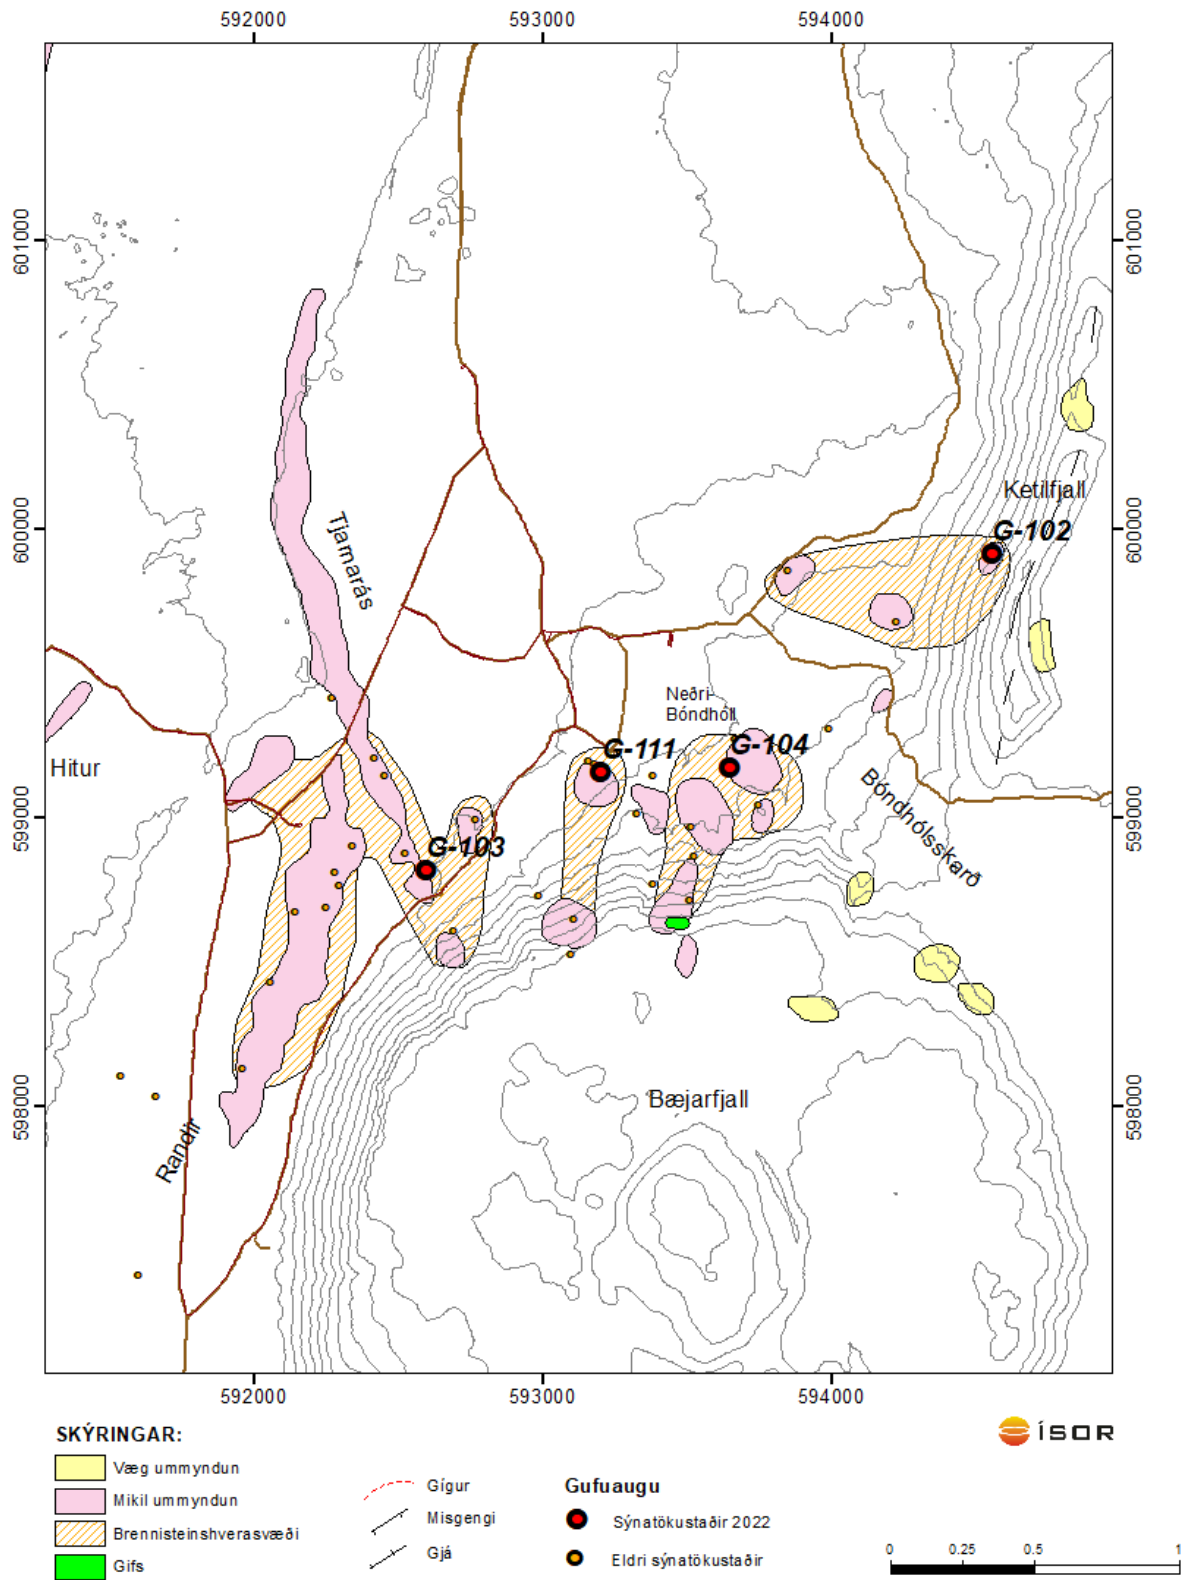 592000 593000 594000
601000 601000
Ketilfjall
G-102
600000 600000
Tjarnarás
Neðri-
Bóndhóll
G-111 G-104
Hitur
Bóndhólsskarð
599000 599000
G-103
Bæjarfjall
598000 598000
Randir
592000 593000 594000
SKÝRINGAR:
ÍSOR
Væg ummyndun
Mikil ummyndun
Brennisteinshverasvæði
Gifs
Gígur
Misgengi
Gjá
Gufuaugu
Sýnatökustaðir 2022
Eldri sýnatökustaðir
0 0.25 0.5 1